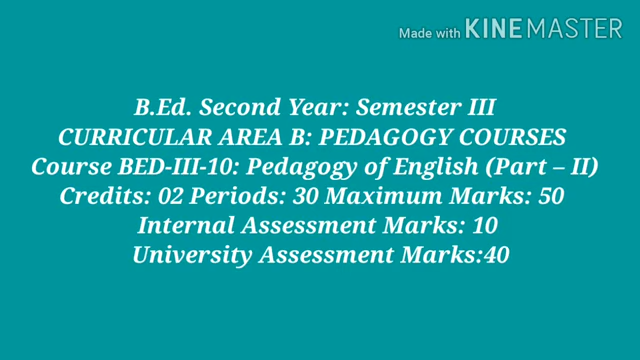 Made with KINEMASTER
B.Ed. Second Year: Semester III
CURRICULAR AREA B: PEDAGOGY COURSES
Course BED-III-10: Pedagogy of English (Part – II)
Credits: 02 Periods: 30 Maximum Marks: 50
Internal Assessment Marks: 10
University Assessment Marks:40